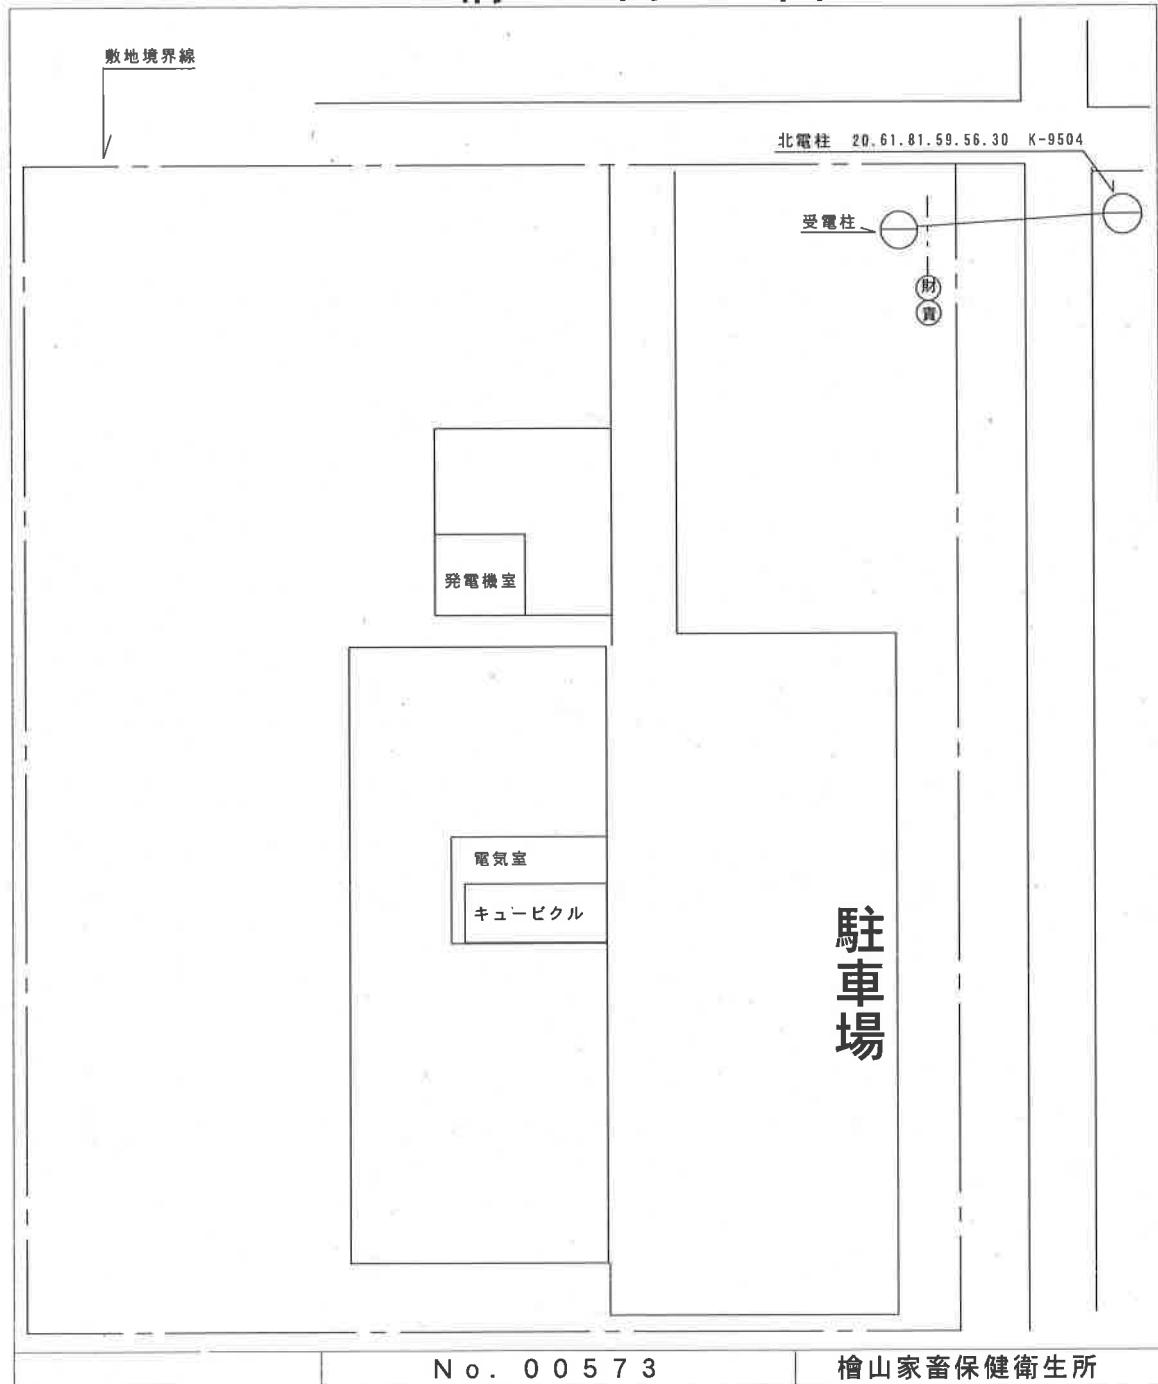 敷地境界線
北電柱 20.61.81.59.56.30 K-9504
受電柱
財
責
発電機室
電気室
キュービクル
駐車場
No. 00573
檜山家畜保健衛生所